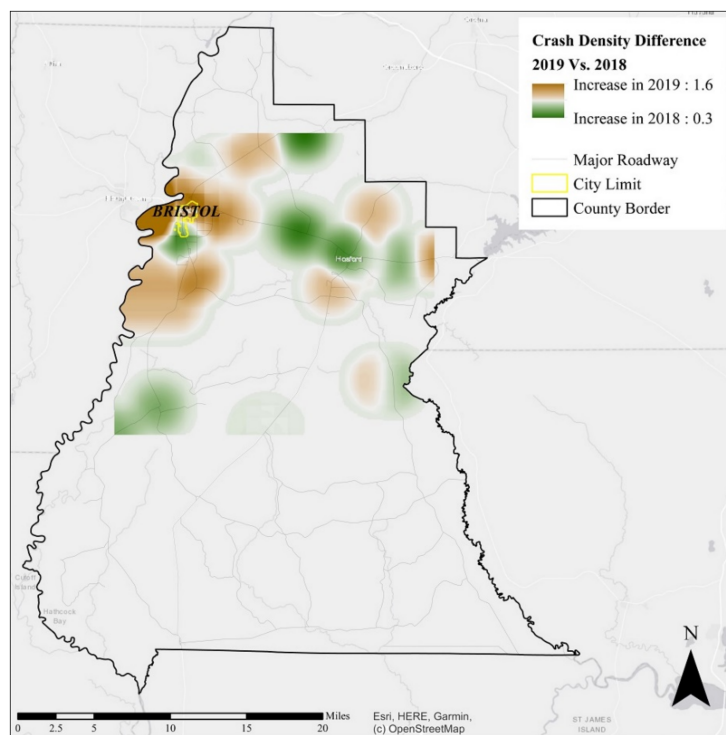 Crash Density Difference
2019 Vs. 2018
Increase in 2019 : 1.6
Increase in 2018 : 0.3
Major Roadway
City Limit
County Border
BRISTOL
Hosford
Hathcock
Bay
N
Miles
0 2.5 5 10 15 20
Esri, HERE, Garmin,
(c) OpenStreetMap
ST JAMES
ISLAND